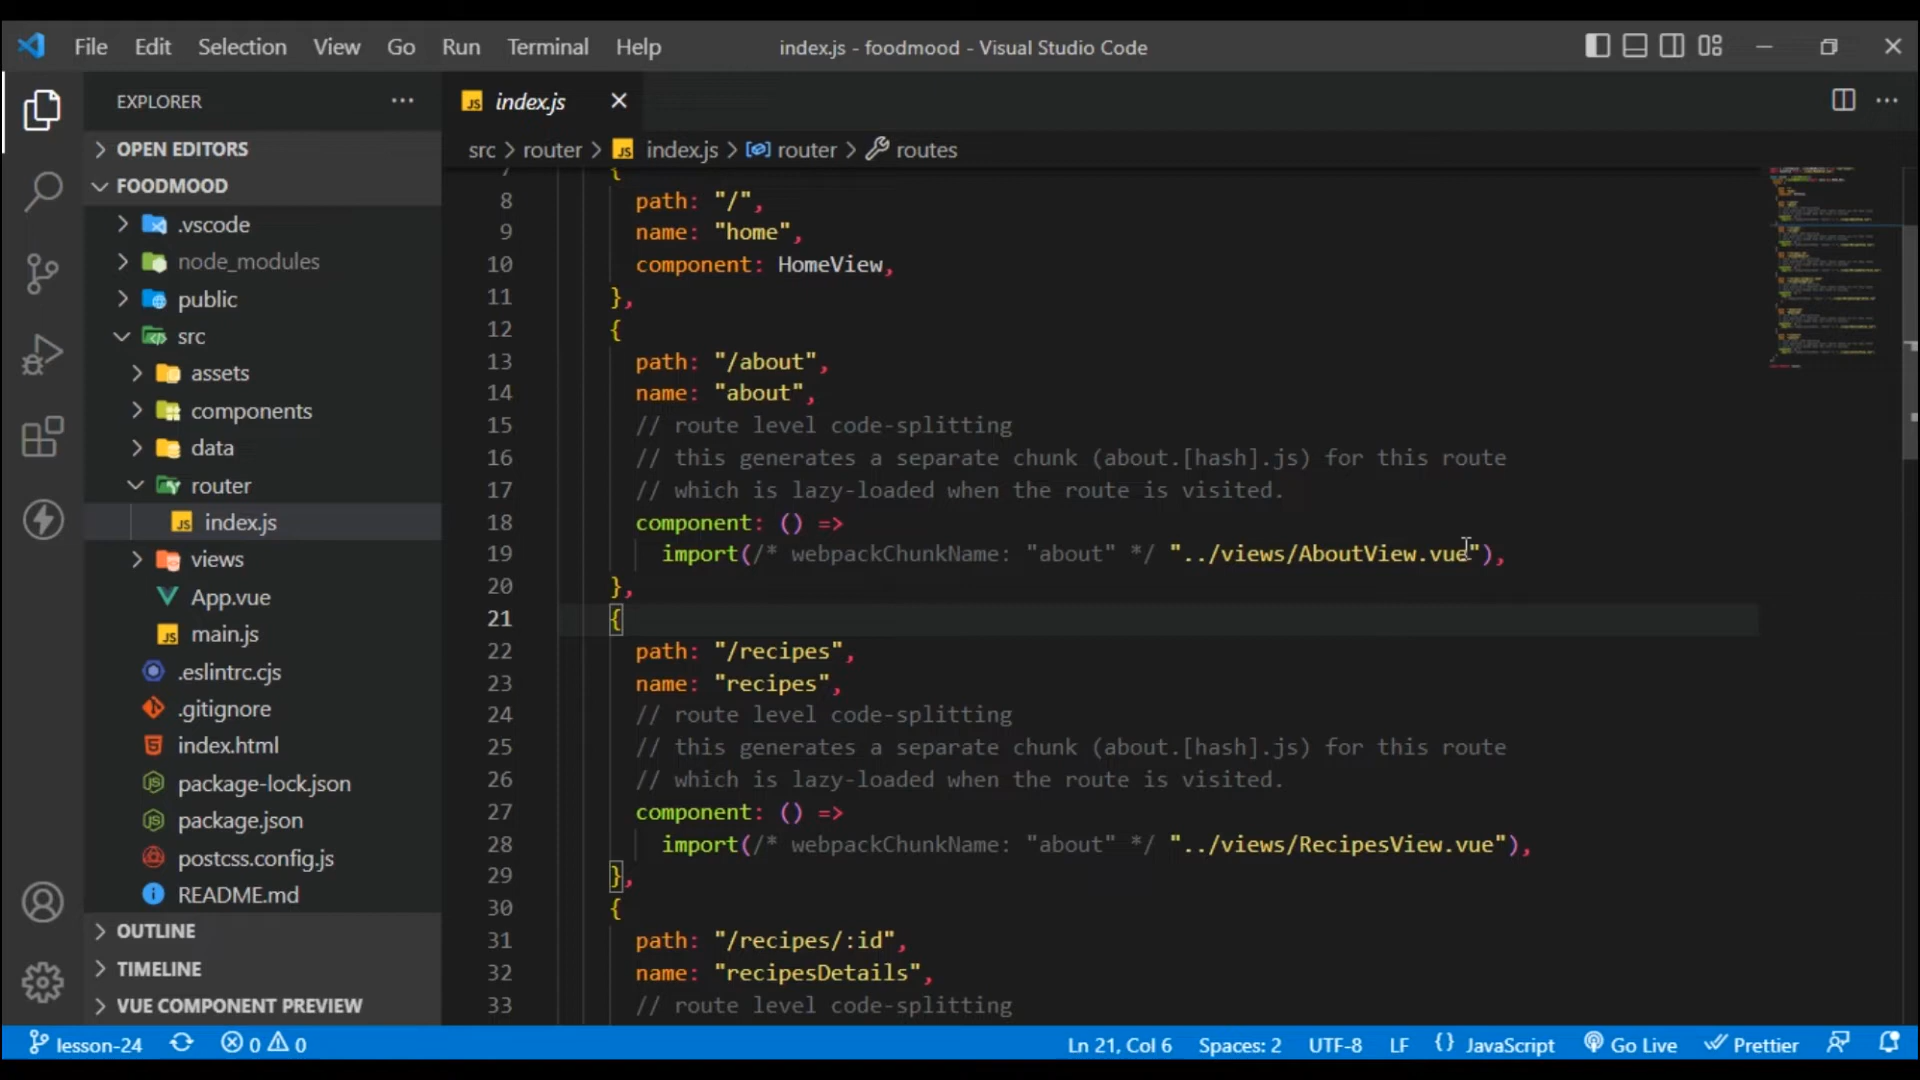 File Edit Selection View Go Run Terminal Help index.js - foodmood - Visual Studio Code
EXPLORER
OPEN EDITORS
FOODMOOD
.vscode
node_modules
public
src
assets
components
data
router
index.js
views
App.vue
main.js
.eslintrc.cjs
.gitignore
index.html
package-lock.json
package.json
postcss.config.js
README.md
OUTLINE
TIMELINE
VUE COMPONENT PREVIEW
index.js
src > router > index.js > router > routes
7 {
8 path: "/",
9 name: "home",
10 component: HomeView,
11 },
12 {
13 path: "/about",
14 name: "about",
15 // route level code-splitting
16 // this generates a separate chunk (about.[hash].js) for this route
17 // which is lazy-loaded when the route is visited.
18 component: () =>
19 import(/* webpackChunkName: "about" */ "../views/AboutView.vue"),
20 },
21 {
22 path: "/recipes",
23 name: "recipes",
24 // route level code-splitting
25 // this generates a separate chunk (about.[hash].js) for this route
26 // which is lazy-loaded when the route is visited.
27 component: () =>
28 import(/* webpackChunkName: "about" */ "../views/RecipesView.vue"),
29 },
30 {
31 path: "/recipes/:id",
32 name: "recipesDetails",
33 // route level code-splitting
lesson-24 0 0 Ln 21, Col 6 Spaces: 2 UTF-8 LF {} JavaScript Go Live Prettier